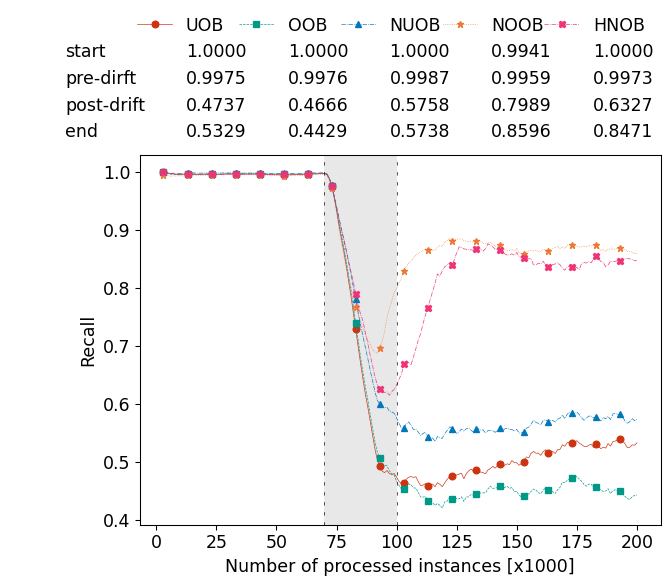 UOB OOB NUOB NOOB HNOB
start 1.0000 1.0000 1.0000 0.9941 1.0000
pre-dirft 0.9975 0.9976 0.9987 0.9959 0.9973
post-drift 0.4737 0.4666 0.5758 0.7989 0.6327
end 0.5329 0.4429 0.5738 0.8596 0.8471
1.0
0.9
0.8
0.7
0.6
0.5
0.4
Recall
0 25 50 75 100 125 150 175 200
Number of processed instances [x1000]